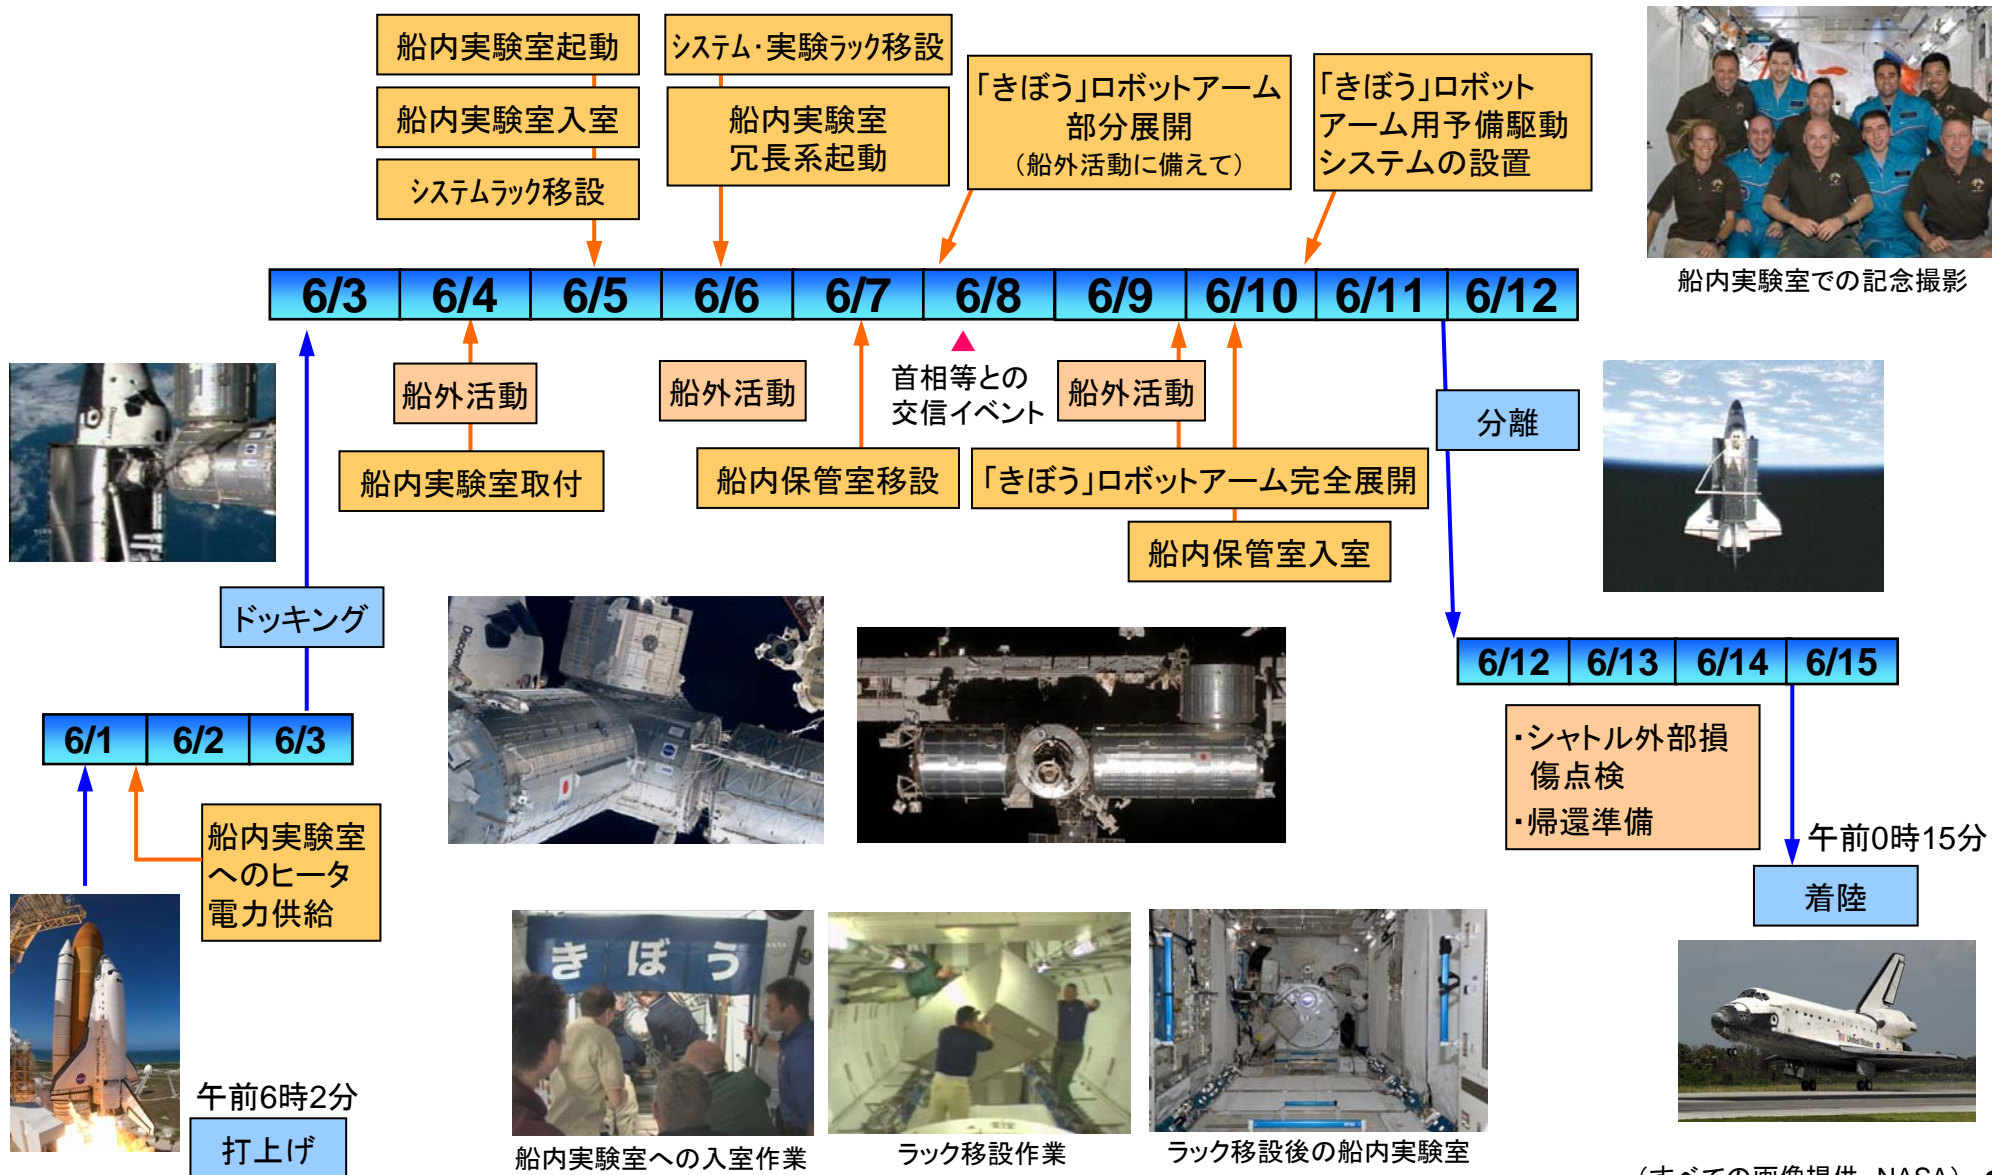 船内実験室起動
船内実験室入室
システムラック移設
システム・実験ラック移設
船内実験室
冗長系起動
「きぼう」ロボットアーム
部分展開
（船外活動に備えて）
「きぼう」ロボット
アーム用予備駆動
システムの設置
船内実験室での記念撮影
6/3 6/4 6/5 6/6 6/7 6/8 6/9 6/10 6/11 6/12
船外活動
船内実験室取付
船外活動
船内保管室移設
首相等との
交信イベント
船外活動
「きぼう」ロボットアーム完全展開
船内保管室入室
分離
ドッキング
6/12 6/13 6/14 6/15
6/1 6/2 6/3
・シャトル外部損
傷点検
・帰還準備
船内実験室
へのヒータ
電力供給
午前0時15分
着陸
きぼう
午前6時2分
打上げ
船内実験室への入室作業
ラック移設作業
ラック移設後の船内実験室
United States